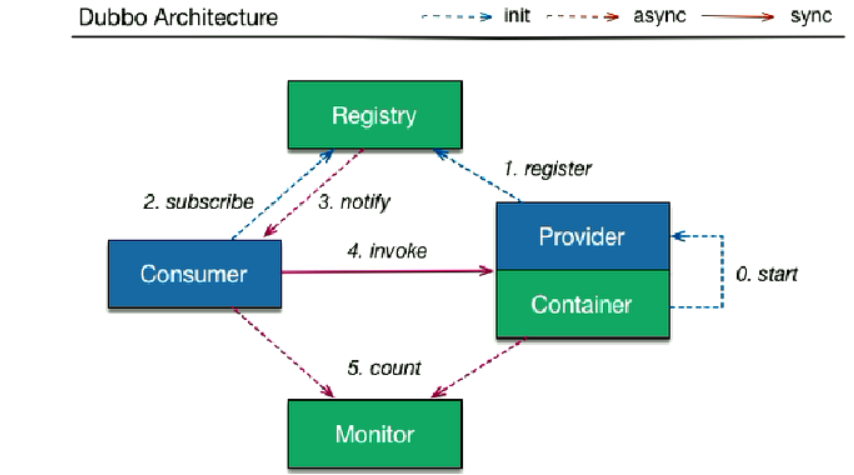 Dubbo Architecture
init
async
sync
Registry
1. register
2. subscribe
3. notify
Provider
4. invoke
Consumer
0. start
Container
5. count
Monitor